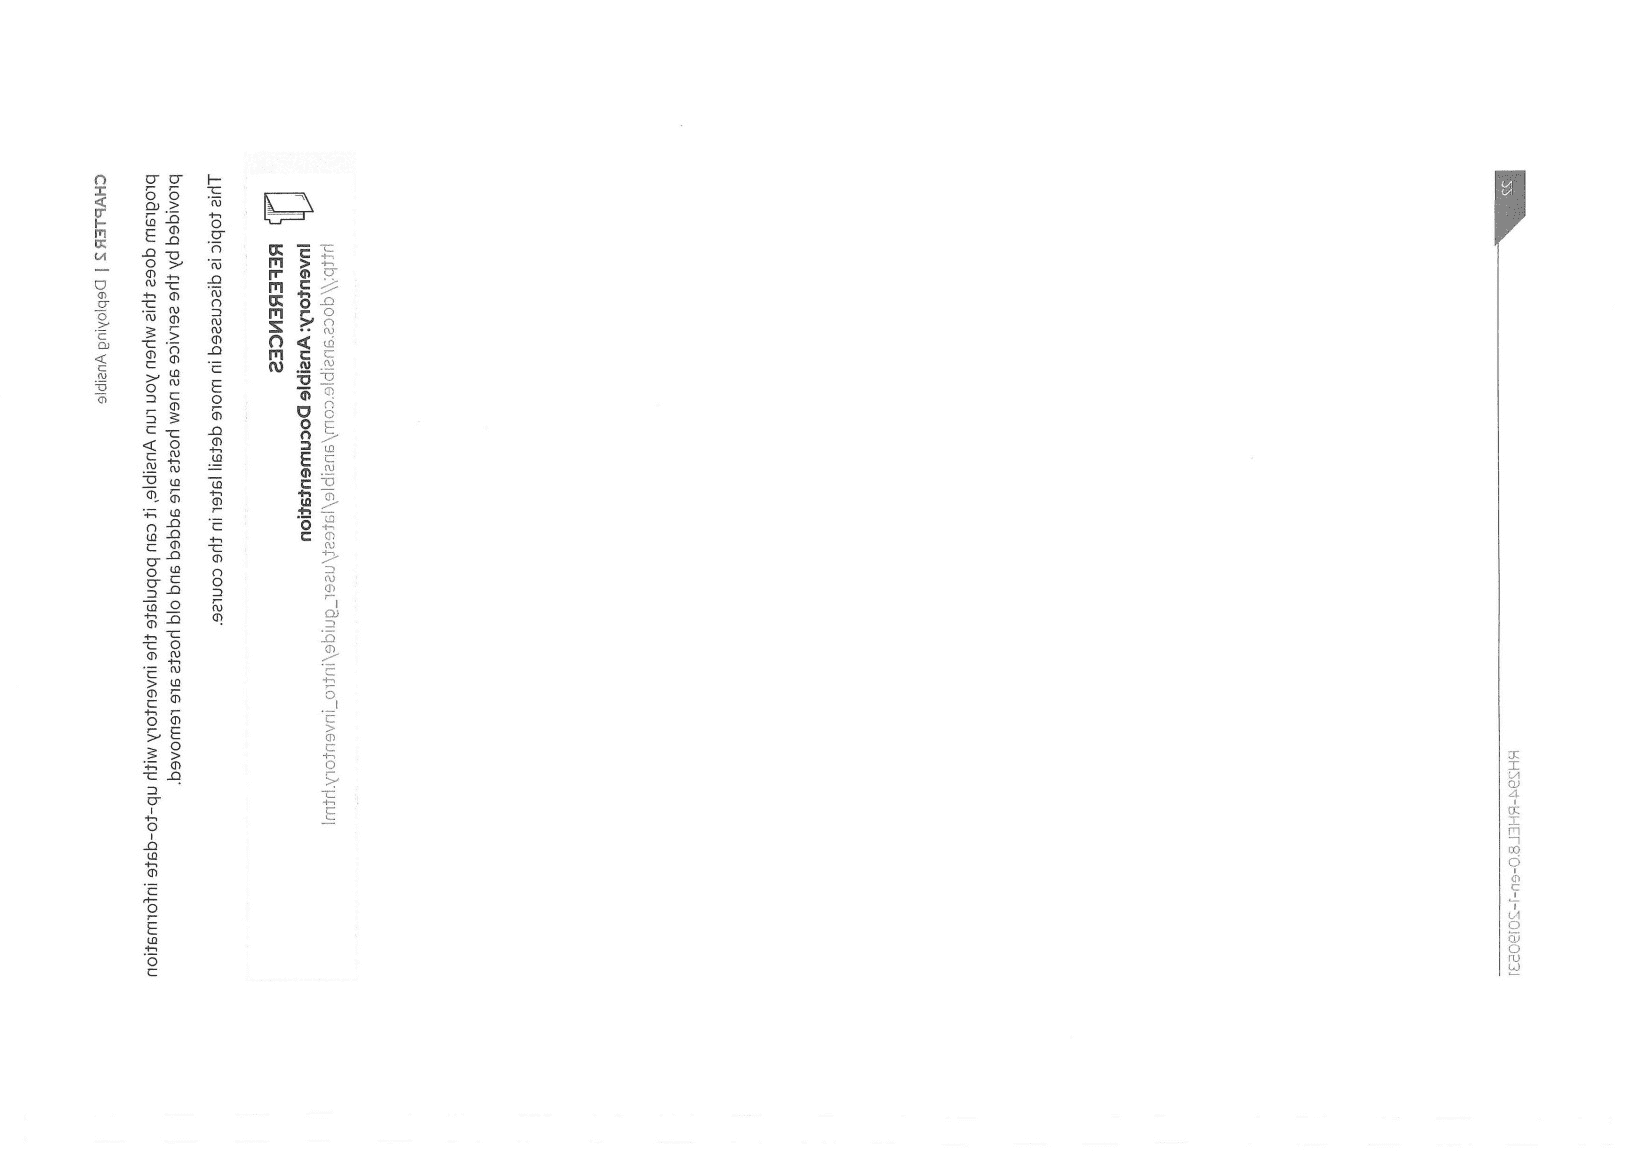 CHAPTER 2 | Deploying Ansible
program does this when you run Ansible, it can populate the inventory with up-to-date information
provided by the service as new hosts are added and old hosts are removed.
This topic is discussed in more detail later in the course.
REFERENCES
Inventory: Ansible Documentation
http://docs.ansible.com/ansible/latest/user_guide/intro_inventory.html
22
RH294-RHEL8.0-en-1-20190531